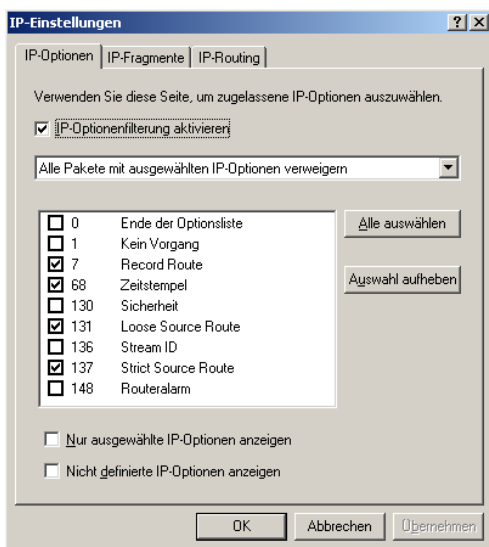 IP-Einstellungen
IP-Optionen IP-Fragmente IP-Routing
Verwenden Sie diese Seite, um zugelassene IP-Optionen auszuwählen.
IP-Optionenfilterung aktivieren
Alle Pakete mit ausgewählten IP-Optionen verweigern
0 Ende der Optionsliste
1 Kein Vorgang
7 Record Route
68 Zeitstempel
130 Sicherheit
131 Loose Source Route
136 Stream ID
137 Strict Source Route
148 Routeralarm
Alle auswählen
Auswahl aufheben
Nur ausgewählte IP-Optionen anzeigen
Nicht definierte IP-Optionen anzeigen
OK Abbrechen Übernehmen